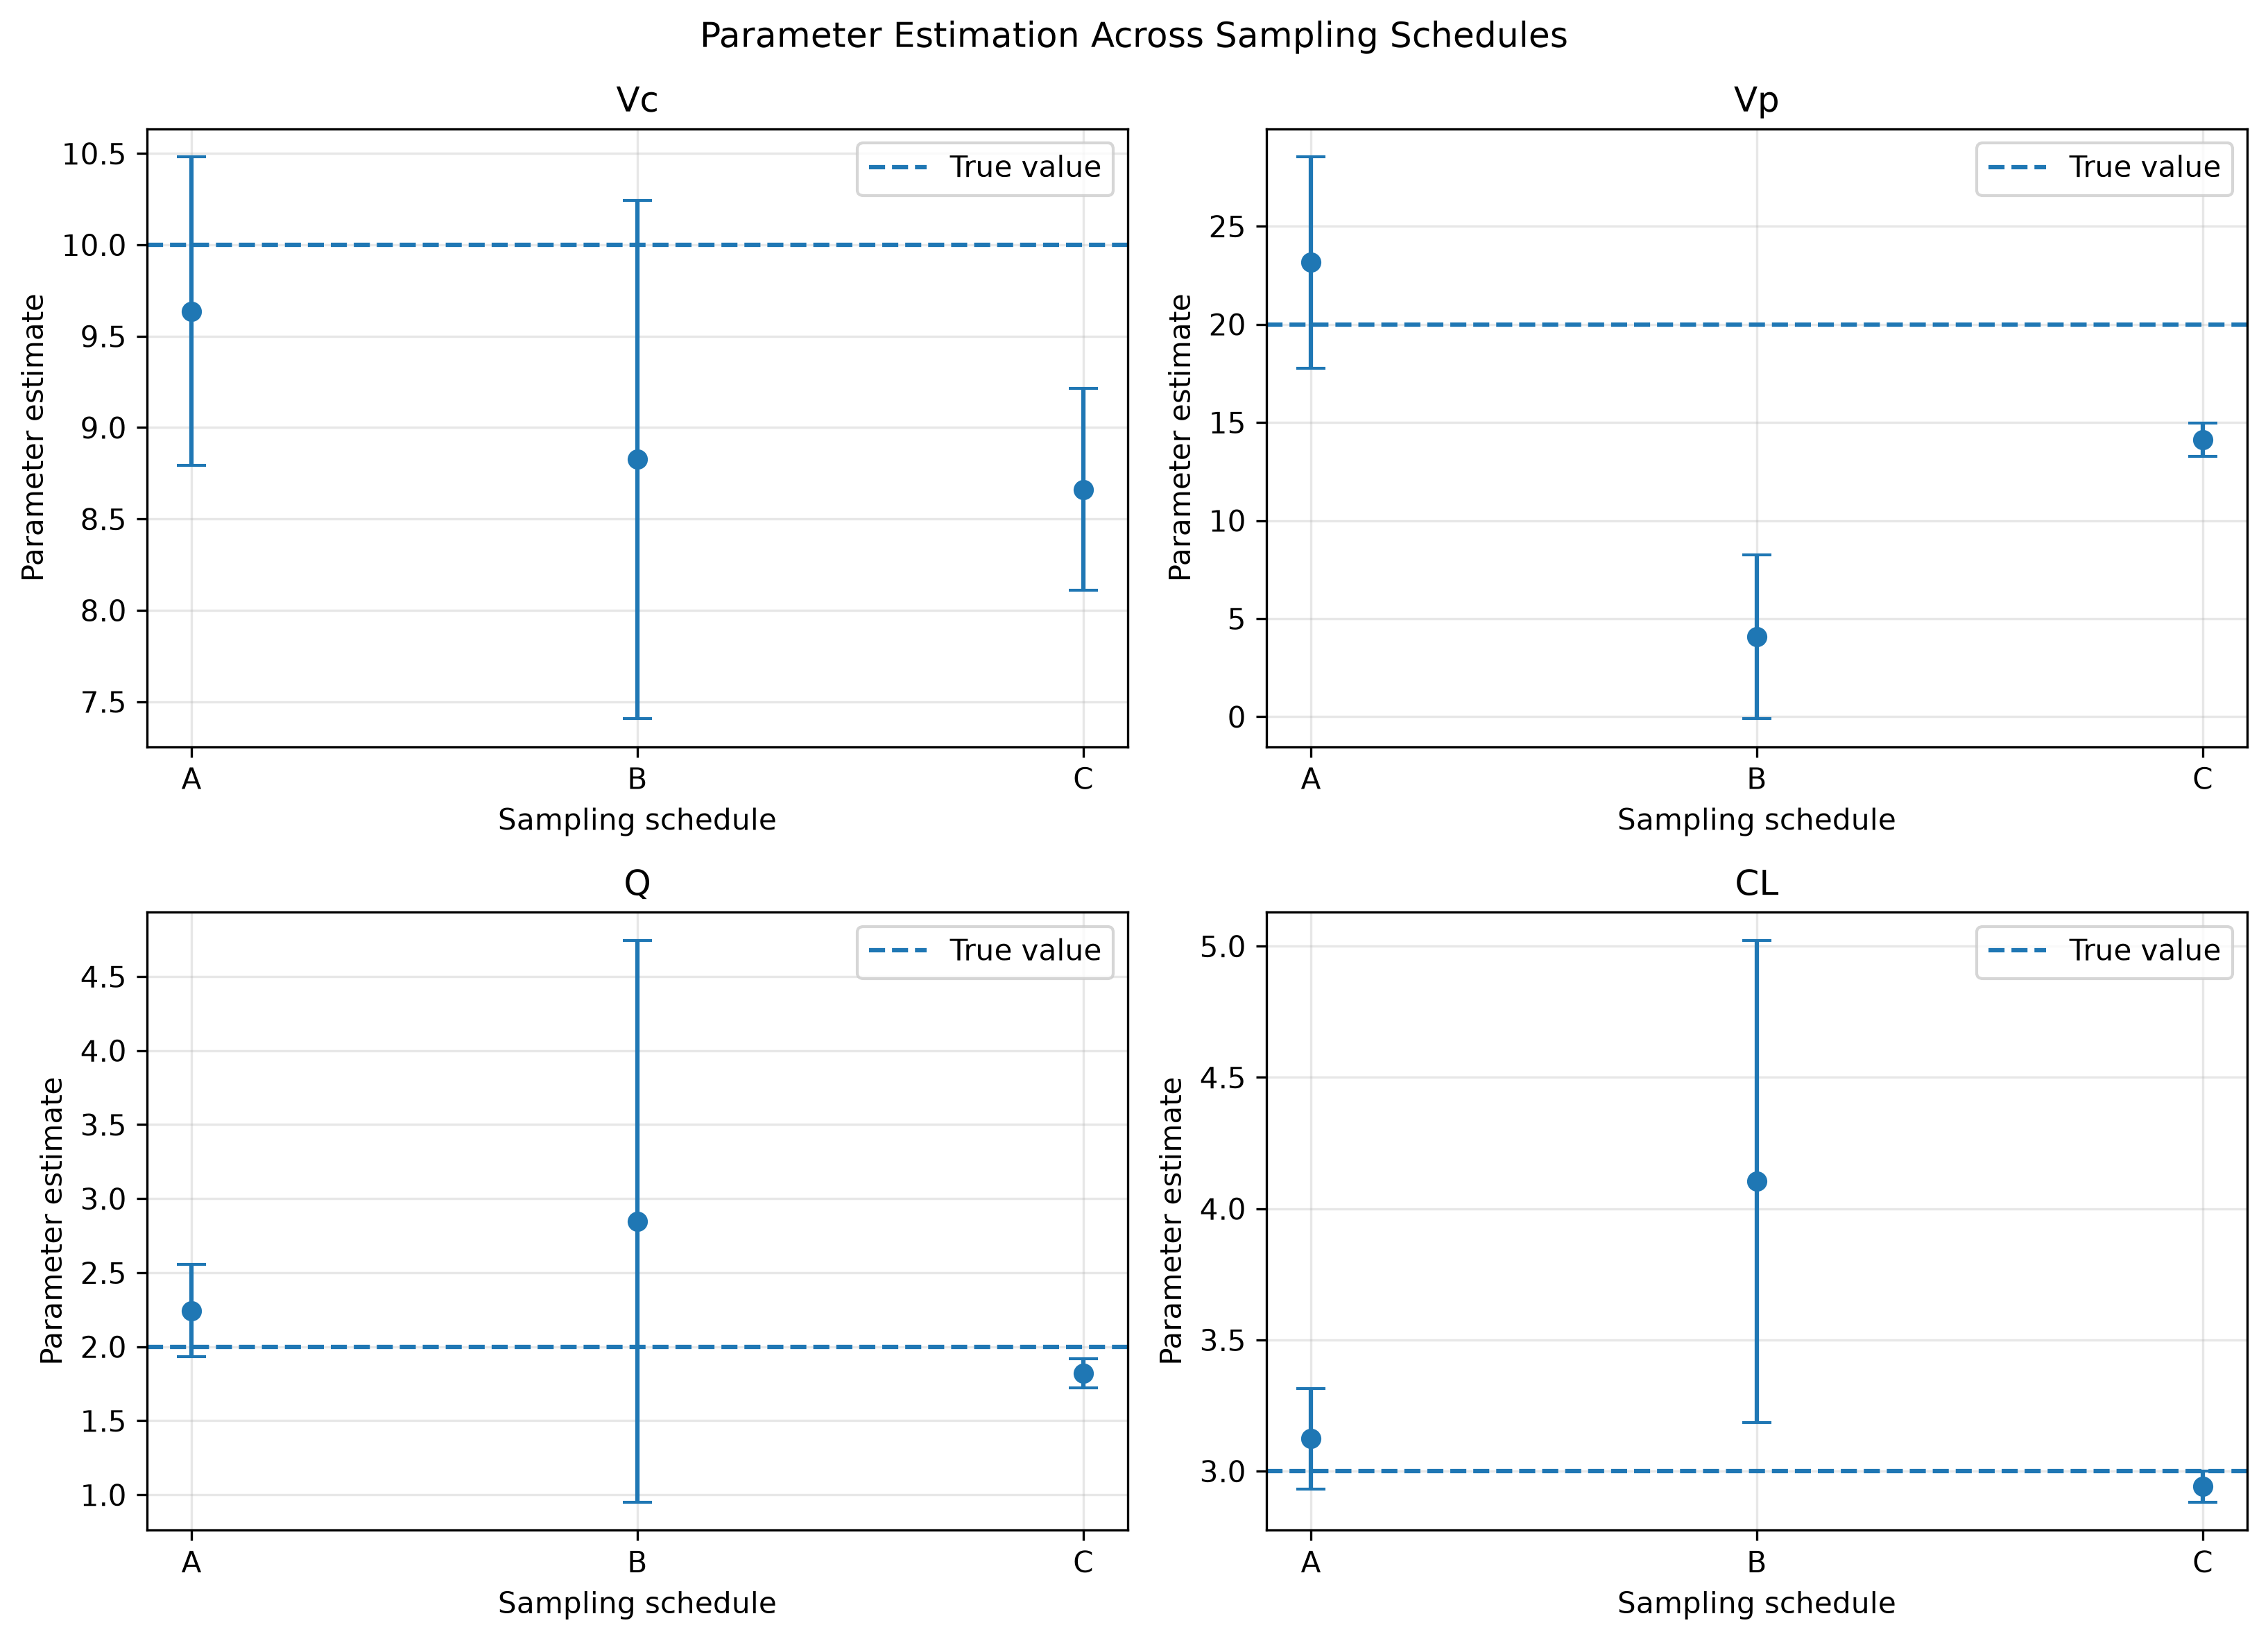 Parameter Estimation Across Sampling Schedules
Vc
10.5
10.0
9.5
9.0
8.5
8.0
7.5
Parameter estimate
True value
A
B
C
Sampling schedule
Vp
25
20
15
10
5
0
Parameter estimate
True value
A
B
C
Sampling schedule
Q
4.5
4.0
3.5
3.0
2.5
2.0
1.5
1.0
Parameter estimate
True value
A
B
C
Sampling schedule
CL
5.0
4.5
4.0
3.5
3.0
Parameter estimate
True value
A
B
C
Sampling schedule